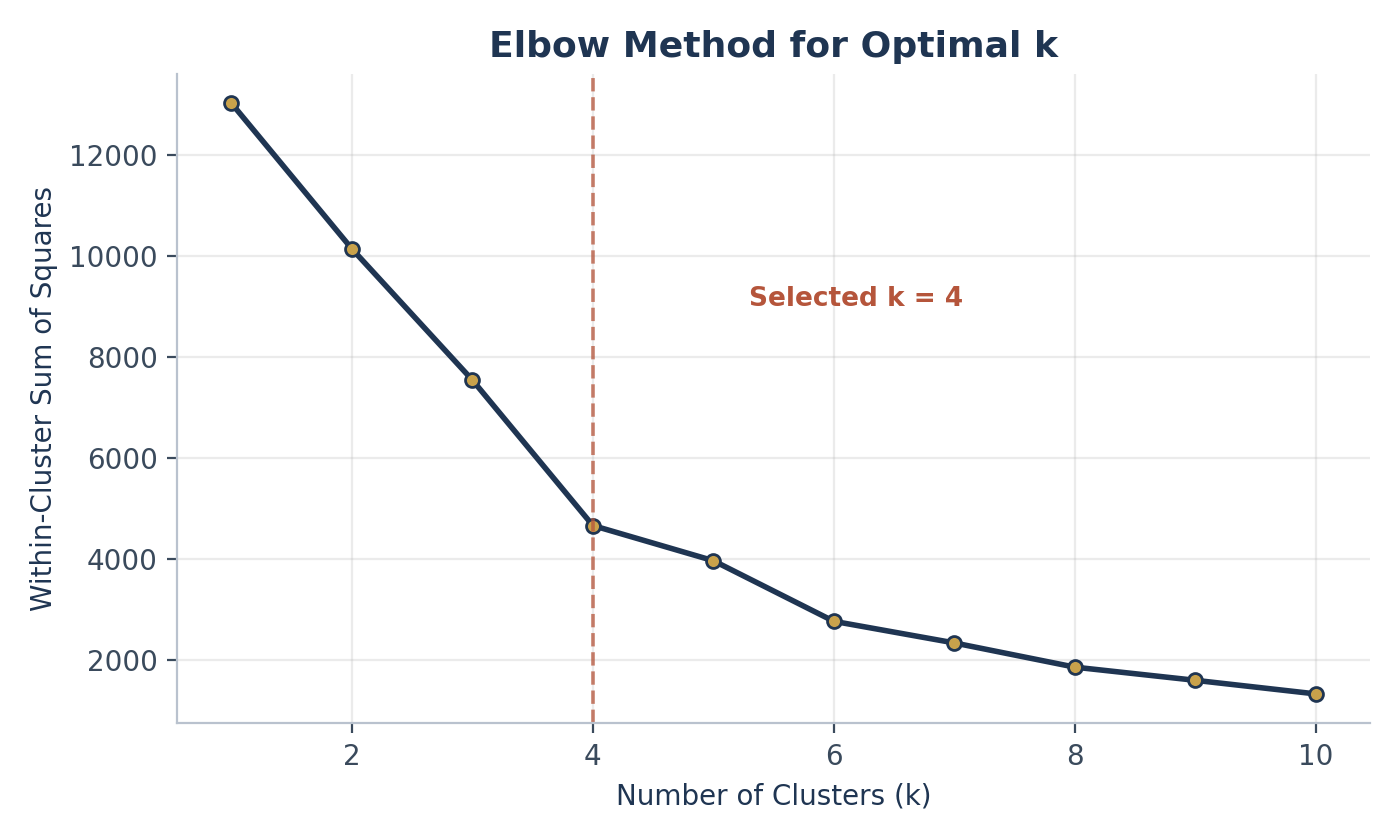 Elbow Method for Optimal k
Within-Cluster Sum of Squares
12000
10000
8000
6000
4000
2000
Selected k = 4
2
4
6
8
10
Number of Clusters (k)